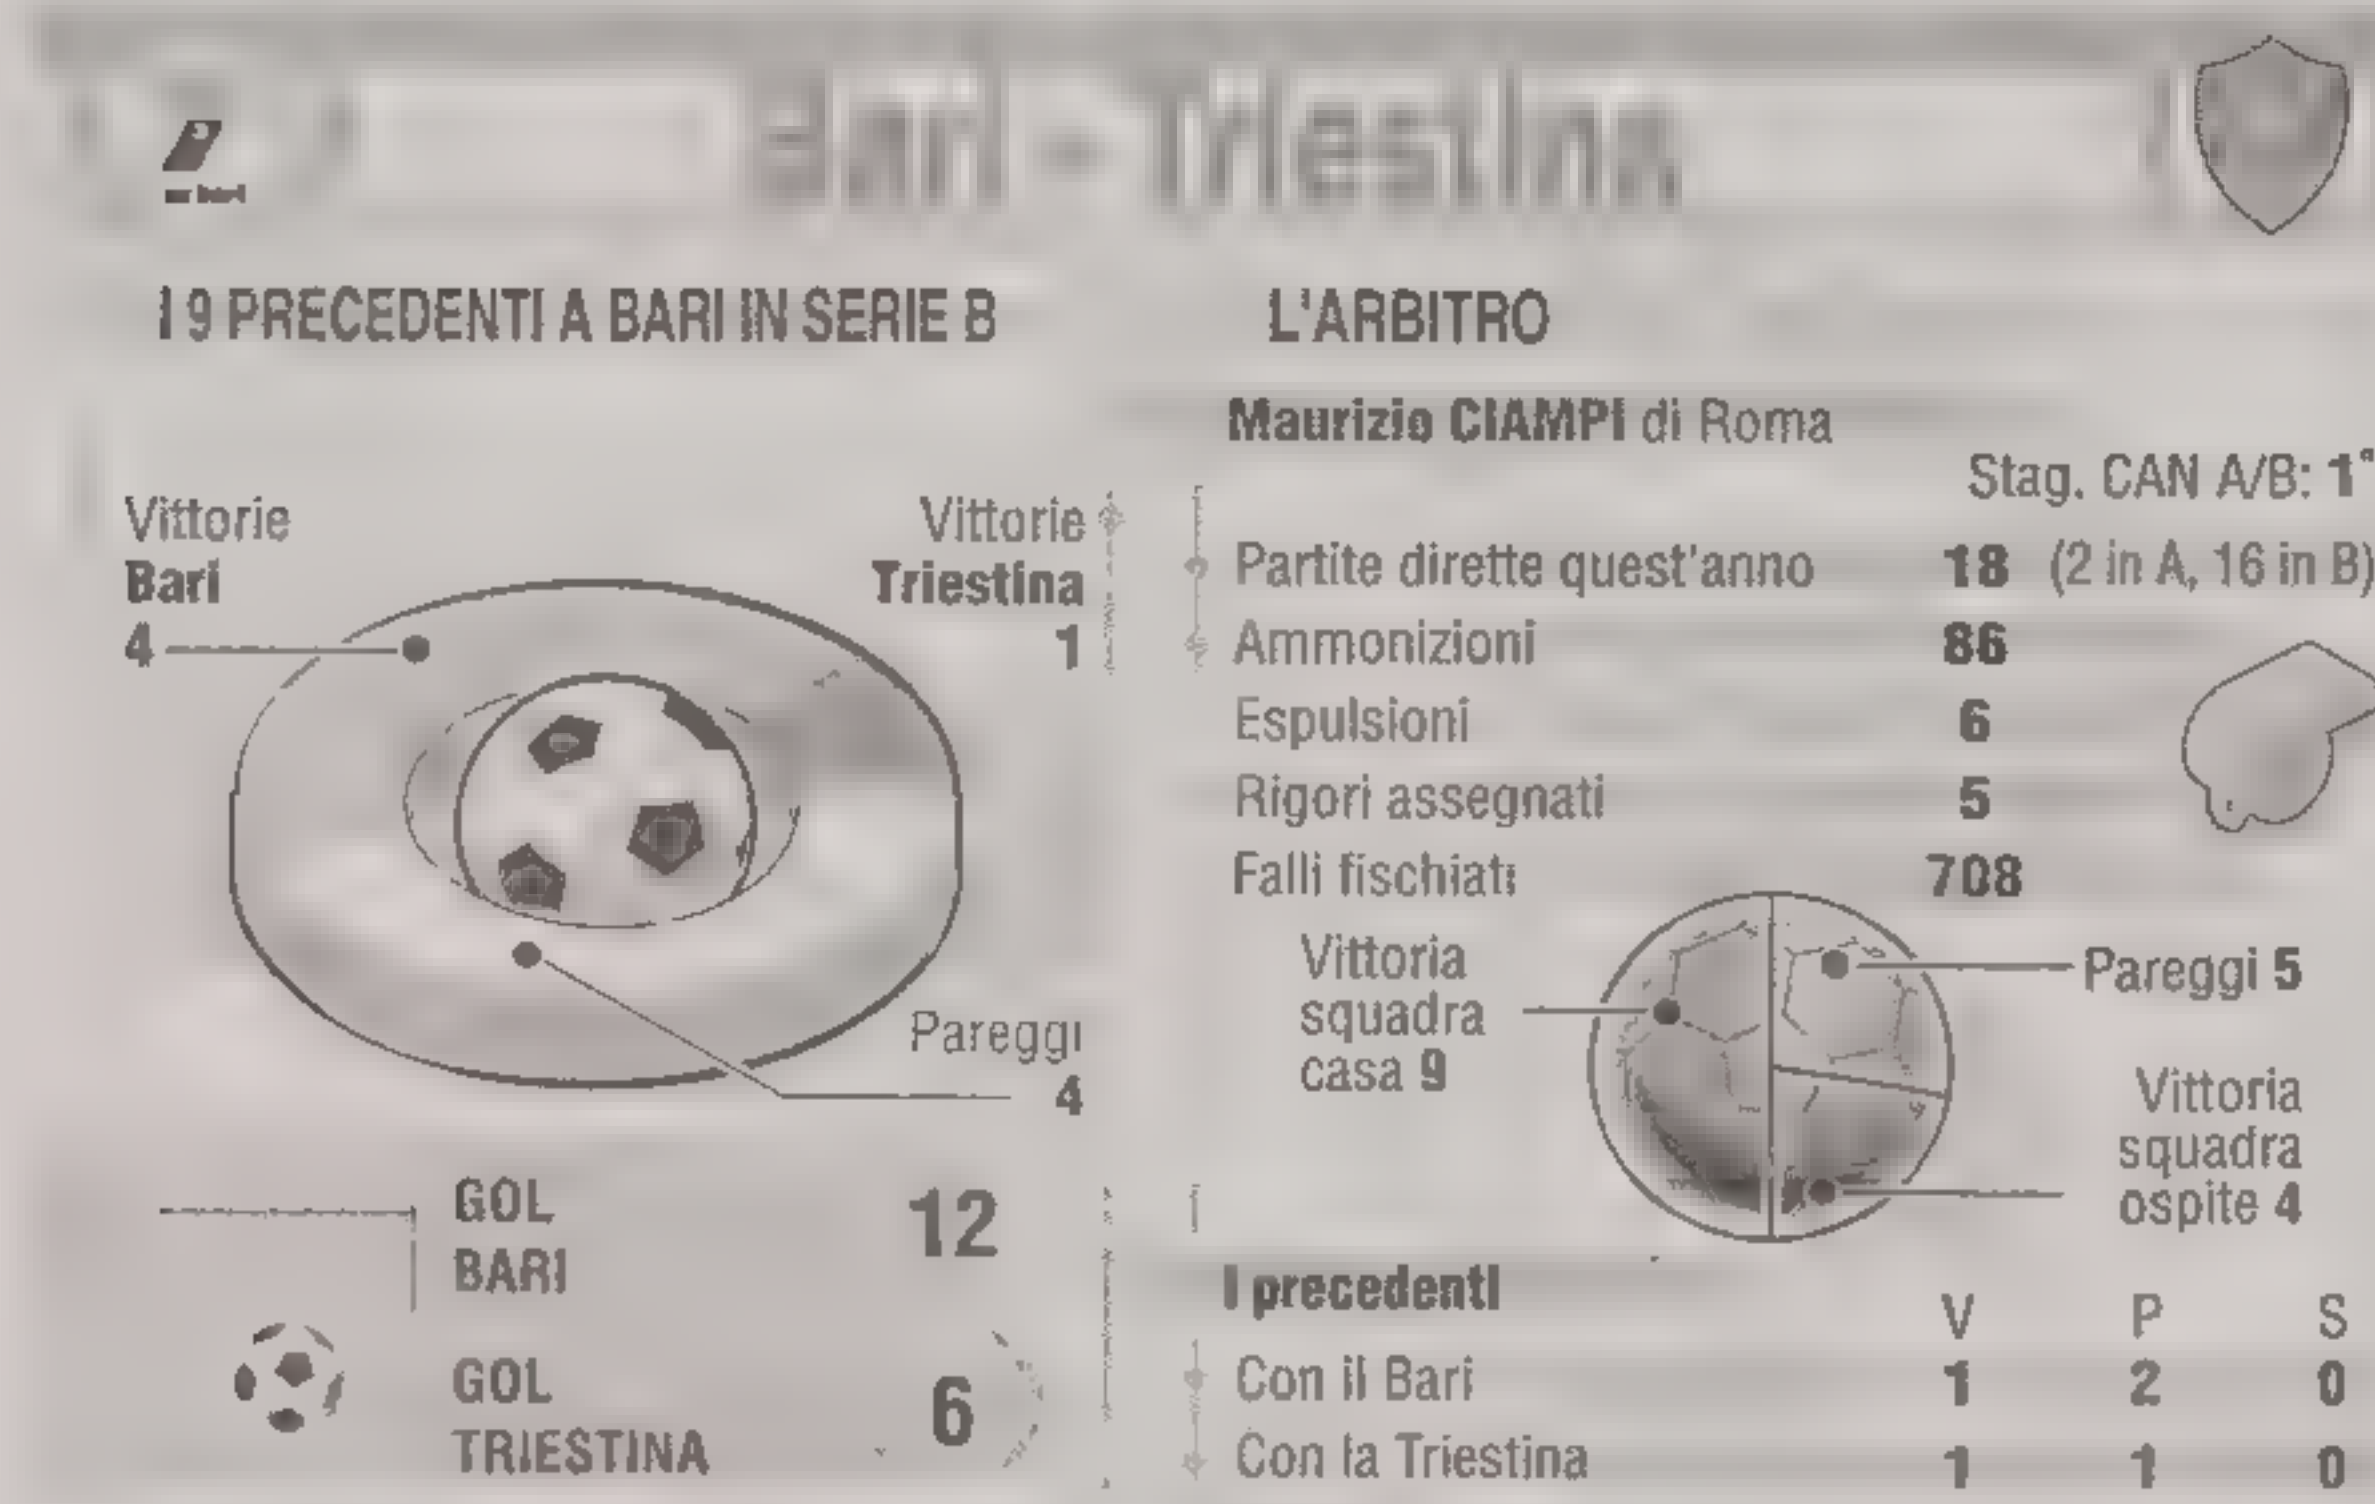 Bari - Triestina
I 9 PRECEDENTI A BARI IN SERIE B
Vittorie
Bari
4
Vittorie
Triestina
1
Pareggi
4
GOL
BARI
12
GOL
TRIESTINA
6
L'ARBITRO
Maurizio CIAMPI di Roma
Stag. CAN A/B: 1ª
Partite dirette quest'anno 18 (2 in A, 16 in B)
Ammonizioni 86
Espulsioni 6
Rigori assegnati 5
Falli fischiati 708
Vittoria
squadra
casa 9
Pareggi 5
Vittoria
squadra
ospite 4
I precedenti V P S
Con il Bari 1 2 0
Con la Triestina 1 1 0